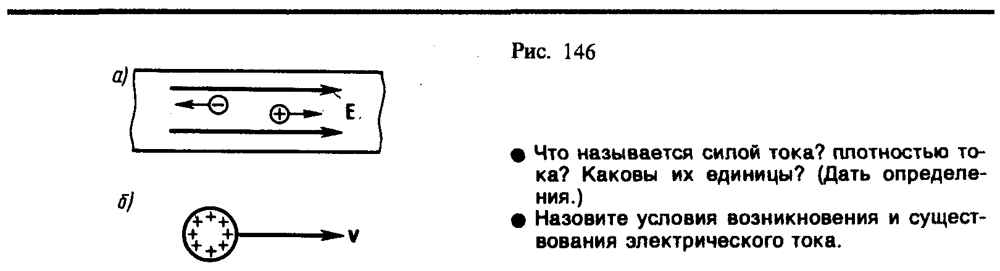 Рис. 146
а)
− + E
б)
+ + + + + + + + v
● Что называется силой тока? плотностью то-
ка? Каковы их единицы? (Дать определе-
ния.)
● Назовите условия возникновения и сущест-
вования электрического тока.